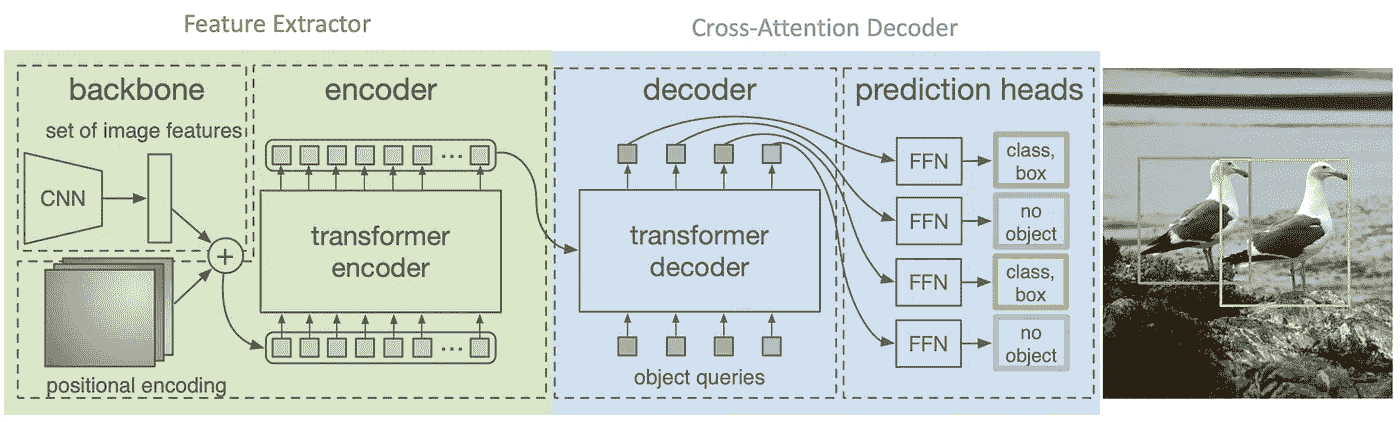 Feature Extractor
Cross-Attention Decoder
backbone
set of image features
CNN
+
positional encoding
encoder
...
transformer
encoder
...
decoder
transformer
decoder
object queries
prediction heads
FFN
class,
box
FFN
no
object
FFN
class,
box
FFN
no
object